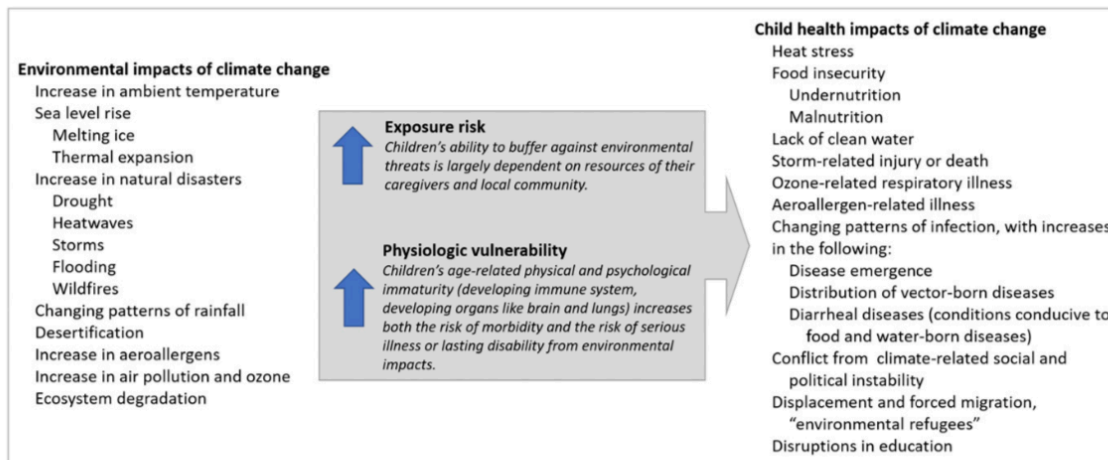 Environmental impacts of climate change
Increase in ambient temperature
Sea level rise
Melting ice
Thermal expansion
Increase in natural disasters
Drought
Heatwaves
Storms
Flooding
Wildfires
Changing patterns of rainfall
Desertification
Increase in aeroallergens
Increase in air pollution and ozone
Ecosystem degradation
Exposure risk
Children's ability to buffer against environmental
threats is largely dependent on resources of their
caregivers and local community.
Physiologic vulnerability
Children's age-related physical and psychological
immaturity (developing immune system,
developing organs like brain and lungs) increases
both the risk of morbidity and the risk of serious
illness or lasting disability from environmental
impacts.
Child health impacts of climate change
Heat stress
Food insecurity
Undernutrition
Malnutrition
Lack of clean water
Storm-related injury or death
Ozone-related respiratory illness
Aeroallergen-related illness
Changing patterns of infection, with increases
in the following:
Disease emergence
Distribution of vector-born diseases
Diarrheal diseases (conditions conducive to
food and water-born diseases)
Conflict from climate-related social and
political instability
Displacement and forced migration,
“environmental refugees”
Disruptions in education